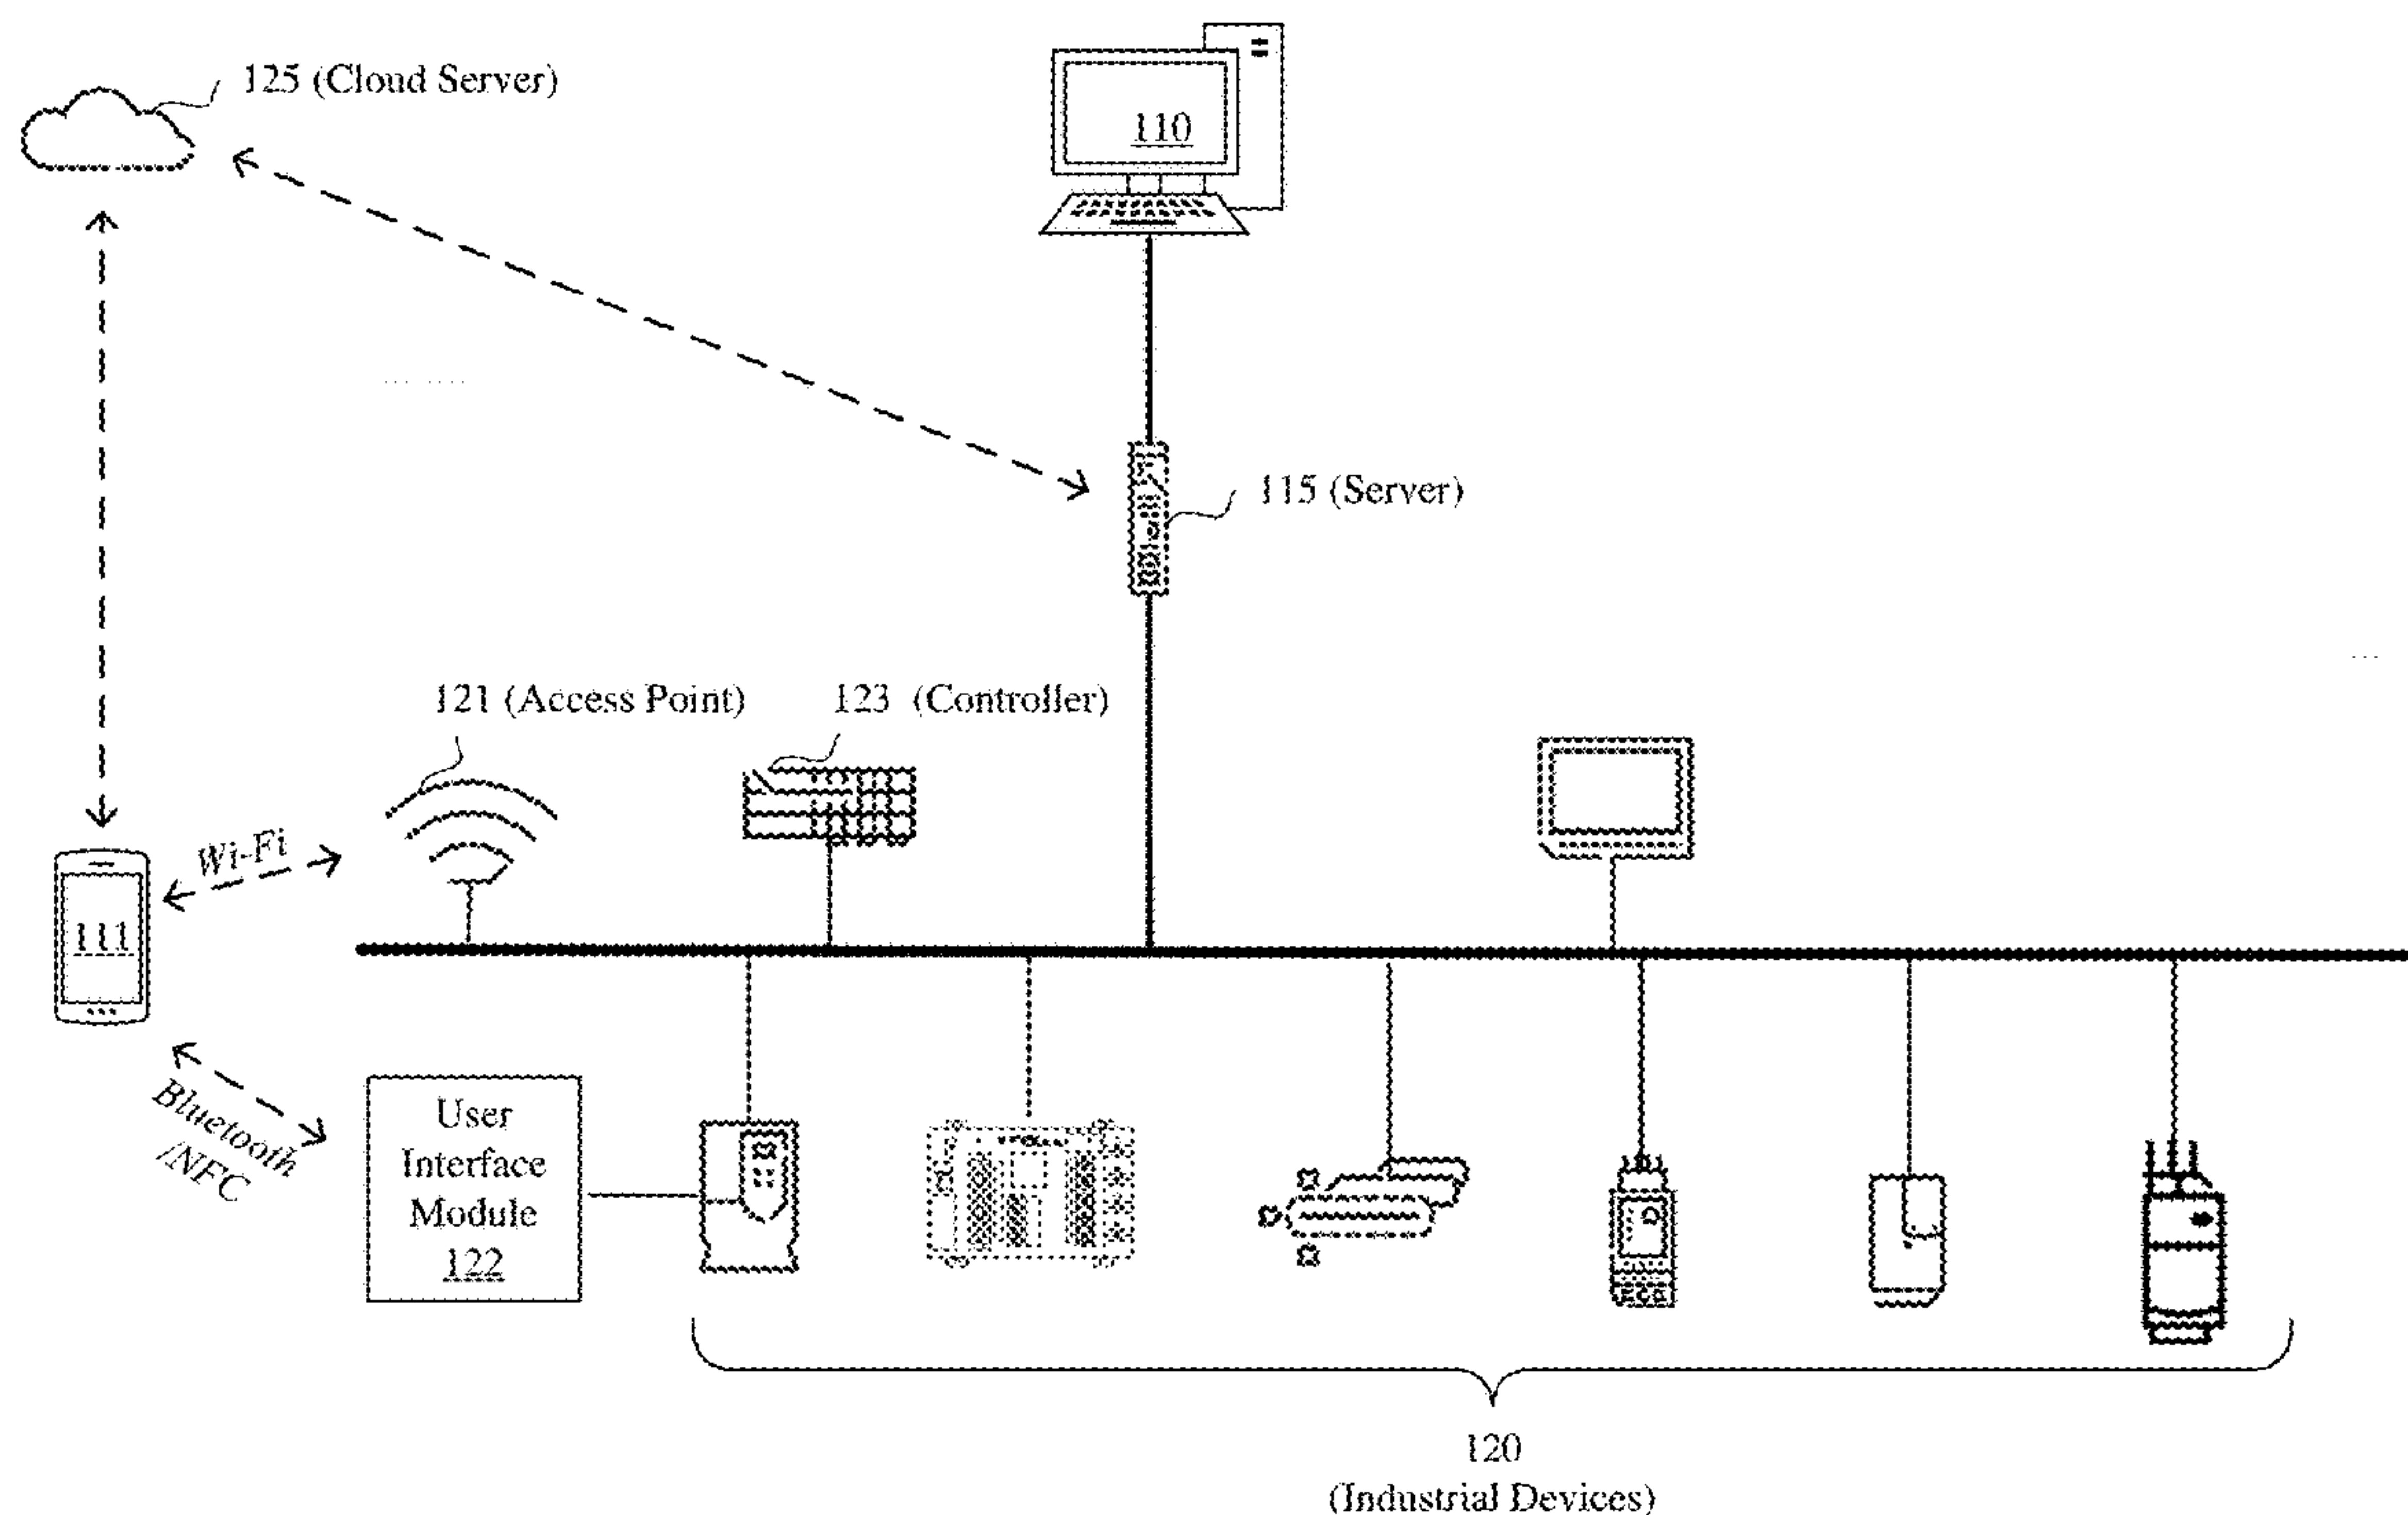 125 (Cloud Server)
110
115 (Server)
121 (Access Point)
123 (Controller)
Wi-Fi
111
Bluetooth
/NFC
User
Interface
Module
122
120
(Industrial Devices)